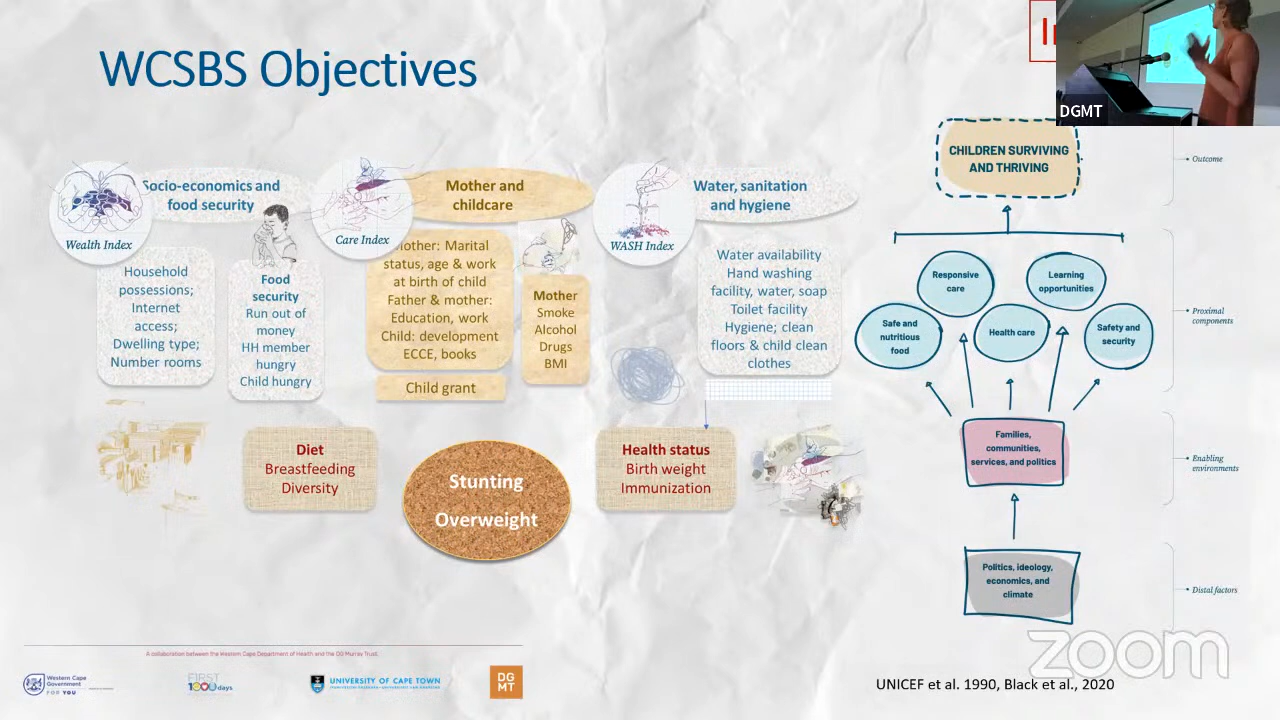 WCSBS Objectives
DGMT
Socio-economics and
food security
Wealth Index
Household
possessions;
Internet
access;
Dwelling type;
Number rooms
Food
security
Run out of
money
HH member
hungry
Child hungry
Mother and
childcare
Care Index
Mother: Marital
status, age & work
at birth of child
Father & mother:
Education, work
Child: development
ECCE, books
Child grant
Mother
Smoke
Alcohol
Drugs
BMI
Water, sanitation
and hygiene
WASH Index
Water availability
Hand washing
facility, water, soap
Toilet facility
Hygiene; clean
floors & child clean
clothes
Diet
Breastfeeding
Diversity
Stunting
Overweight
Health status
Birth weight
Immunization
CHILDREN SURVIVING
AND THRIVING
Outcome
Responsive
care
Learning
opportunities
Safe and
nutritious
food
Health care
Safety and
security
Proximal
components
Families,
communities,
services, and politics
Enabling
environments
Politics, ideology,
economics, and
climate
Distal factors
zoom
A collaboration between the Western Cape Department of Health and the DG Murray Trust.
Western Cape
Government
FOR YOU
FIRST
1000 days
UNIVERSITY OF CAPE TOWN
DG
MT
UNICEF et al. 1990, Black et al., 2020